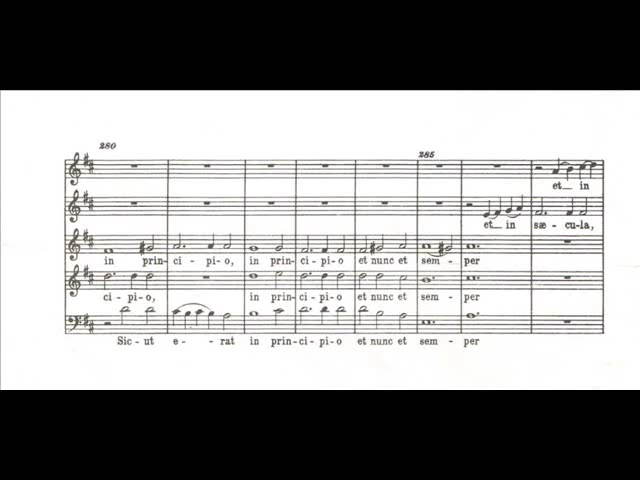 280
285
et in
et in sæ - cu-la,
in prin - ci-pi-o, in prin-ci-pi-o et nunc et sem - per
ci-pi-o, in prin-ci-pi-o et nunc et sem - per
Sic-ut e - rat in prin-ci-pi-o et nunc et sem - per